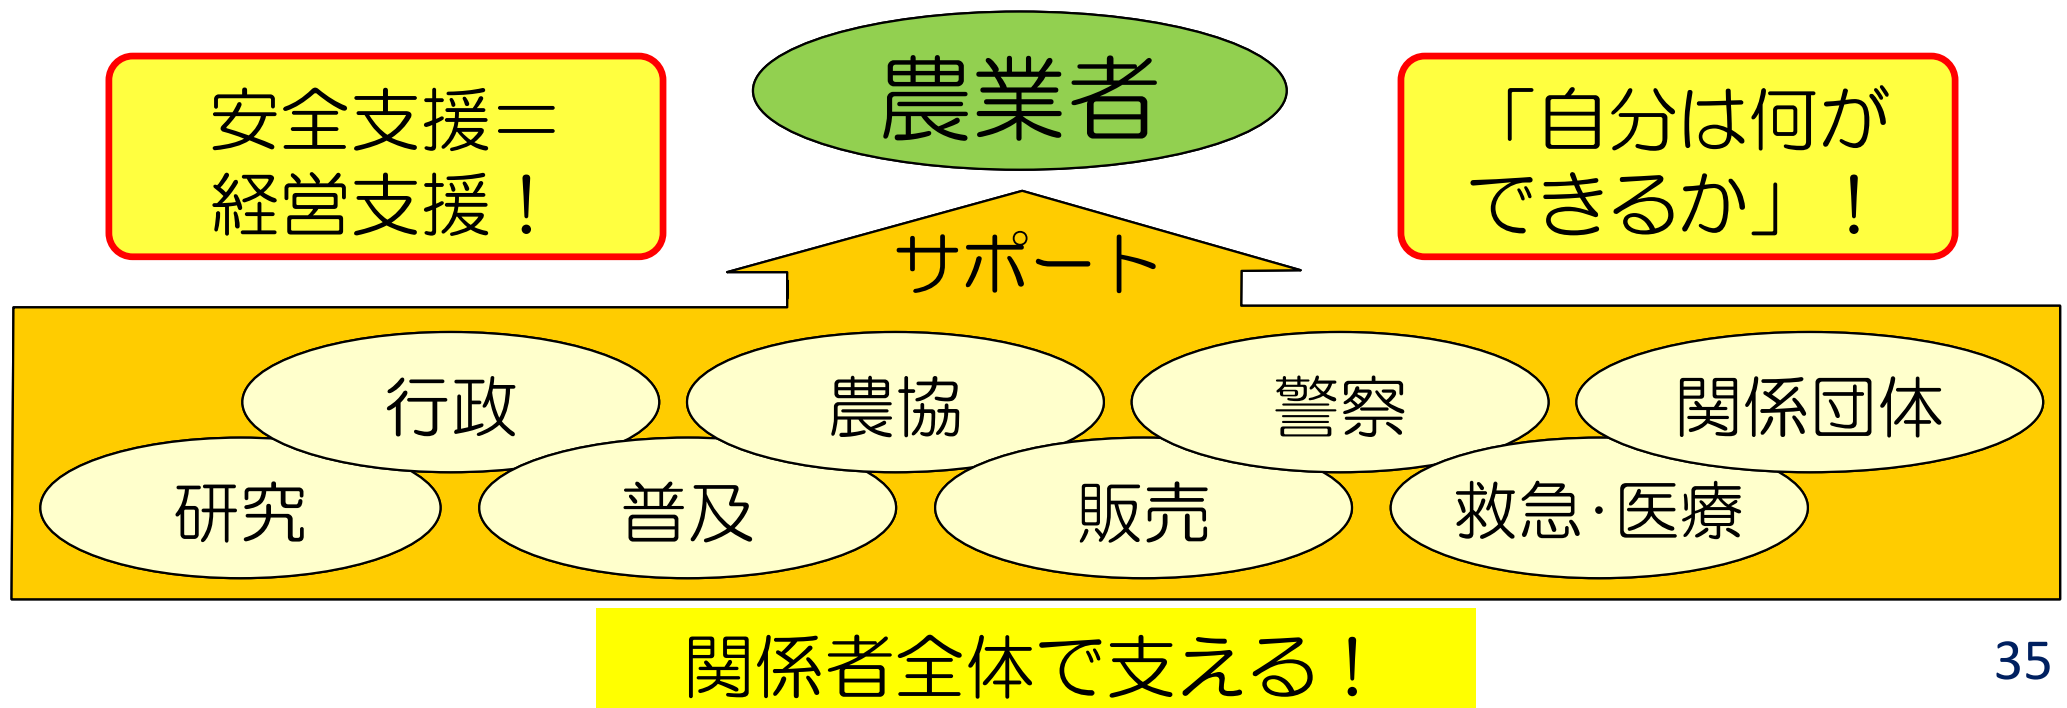 農業者
安全支援＝
経営支援！
「自分は何が
できるか」！
サポート
行政
農協
警察
関係団体
研究
普及
販売
救急・医療
関係者全体で支える！
35